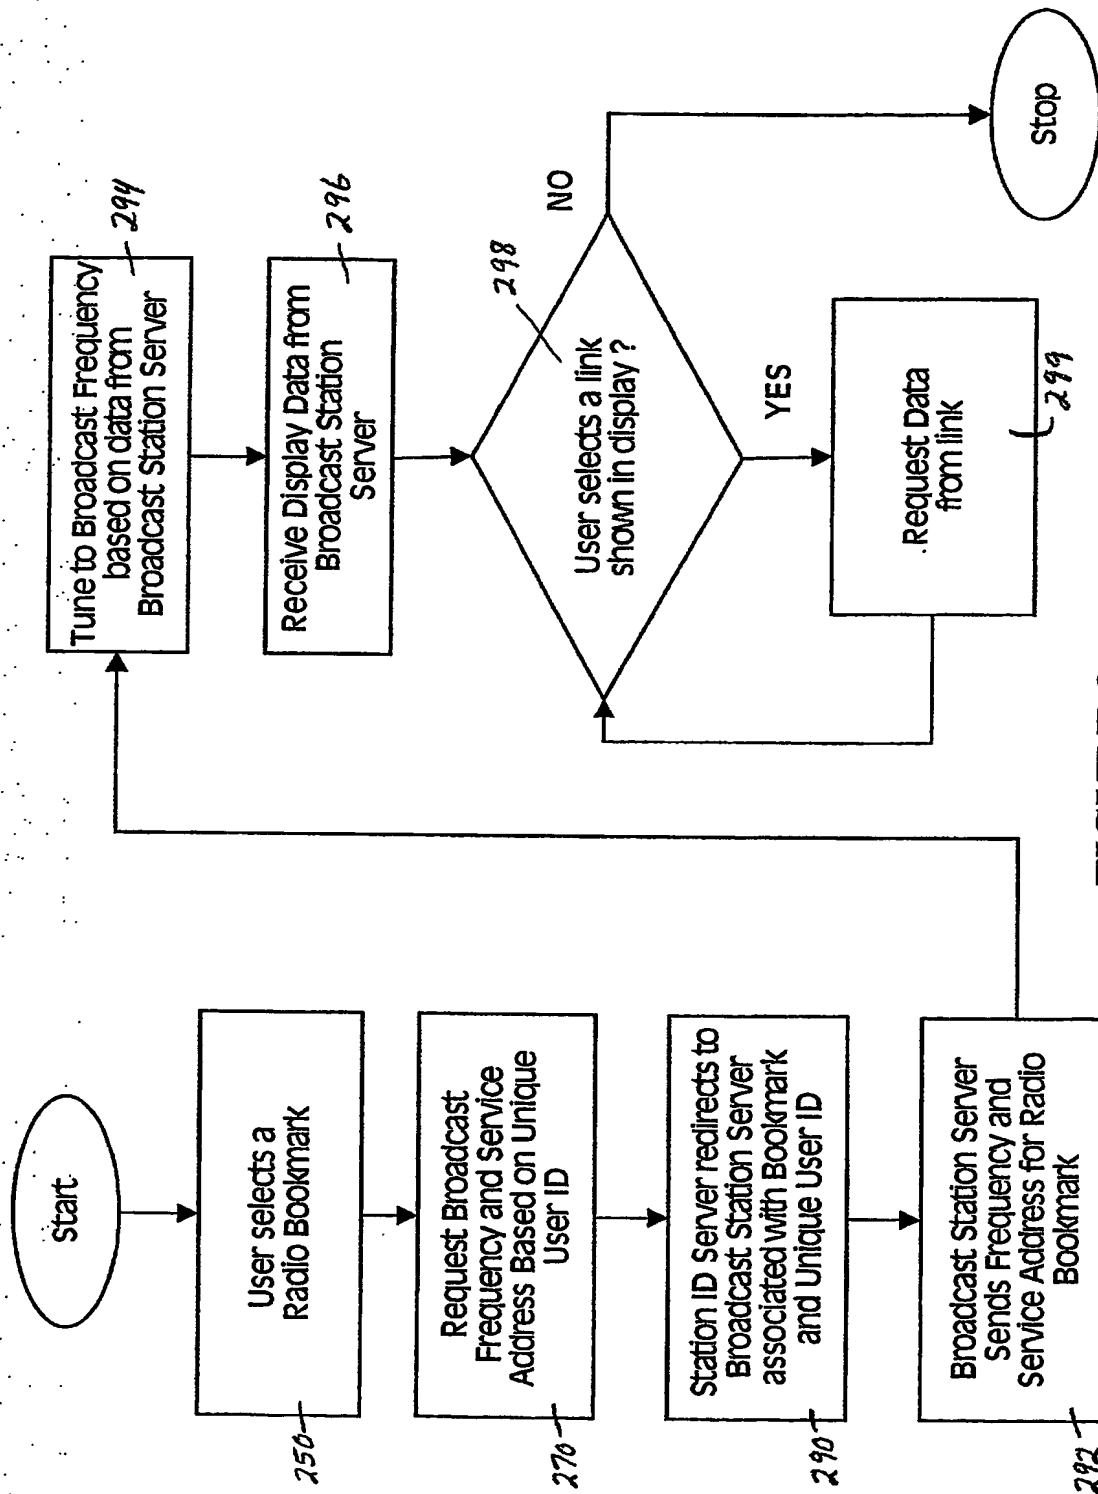 Start
User selects a
Radio Bookmark
250
Request Broadcast
Frequency and Service
Address Based on Unique
User ID
270
Station ID Server redirects to
Broadcast Station Server
associated with Bookmark
and Unique User ID
290
Broadcast Station Server
Sends Frequency and
Service Address for Radio
Bookmark
292
Tune to Broadcast Frequency
based on data from
Broadcast Station Server
294
Receive Display Data from
Broadcast Station
Server
296
User selects a link
shown in display ?
298
NO
YES
Request Data
from link
299
Stop